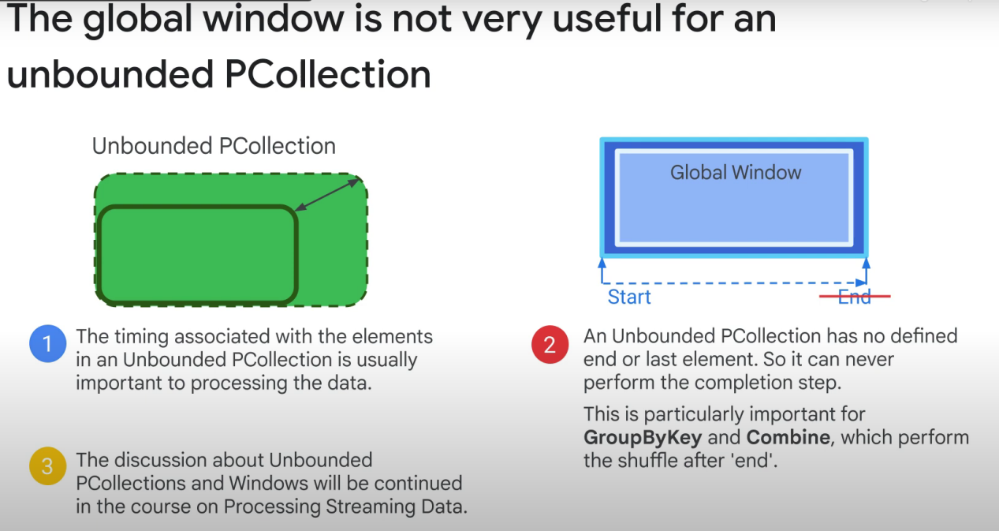 The global window is not very useful for an
unbounded PCollection
Unbounded PCollection
Global Window
Start
End
1
The timing associated with the elements
in an Unbounded PCollection is usually
important to processing the data.
2
An Unbounded PCollection has no defined
end or last element. So it can never
perform the completion step.
This is particularly important for
GroupByKey and Combine, which perform
the shuffle after 'end'.
3
The discussion about Unbounded
PCollections and Windows will be continued
in the course on Processing Streaming Data.